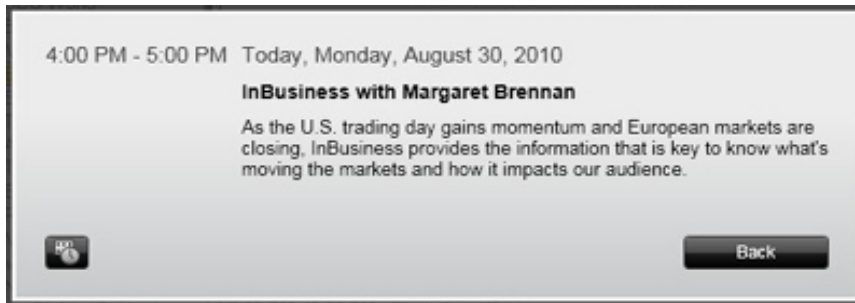 4:00 PM - 5:00 PM Today, Monday, August 30, 2010
InBusiness with Margaret Brennan
As the U.S. trading day gains momentum and European markets are
closing, InBusiness provides the information that is key to know what's
moving the markets and how it impacts our audience.
Back